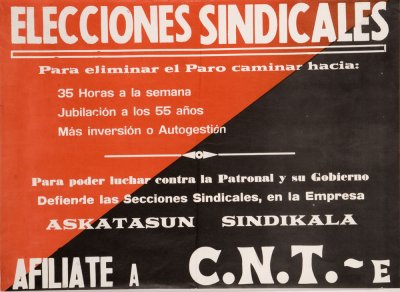 ELECCIONES SINDICALES
Para eliminar el Paro caminar hacia:
35 Horas a la semana
Jubilación a los 55 años
Más inversión o Autogestión
Para poder luchar contra la Patronal y su Gobierno
Defiende las Secciones Sindicales, en la Empresa
ASKATASUN SINDIKALA
AFILIATE A C.N.T.~E